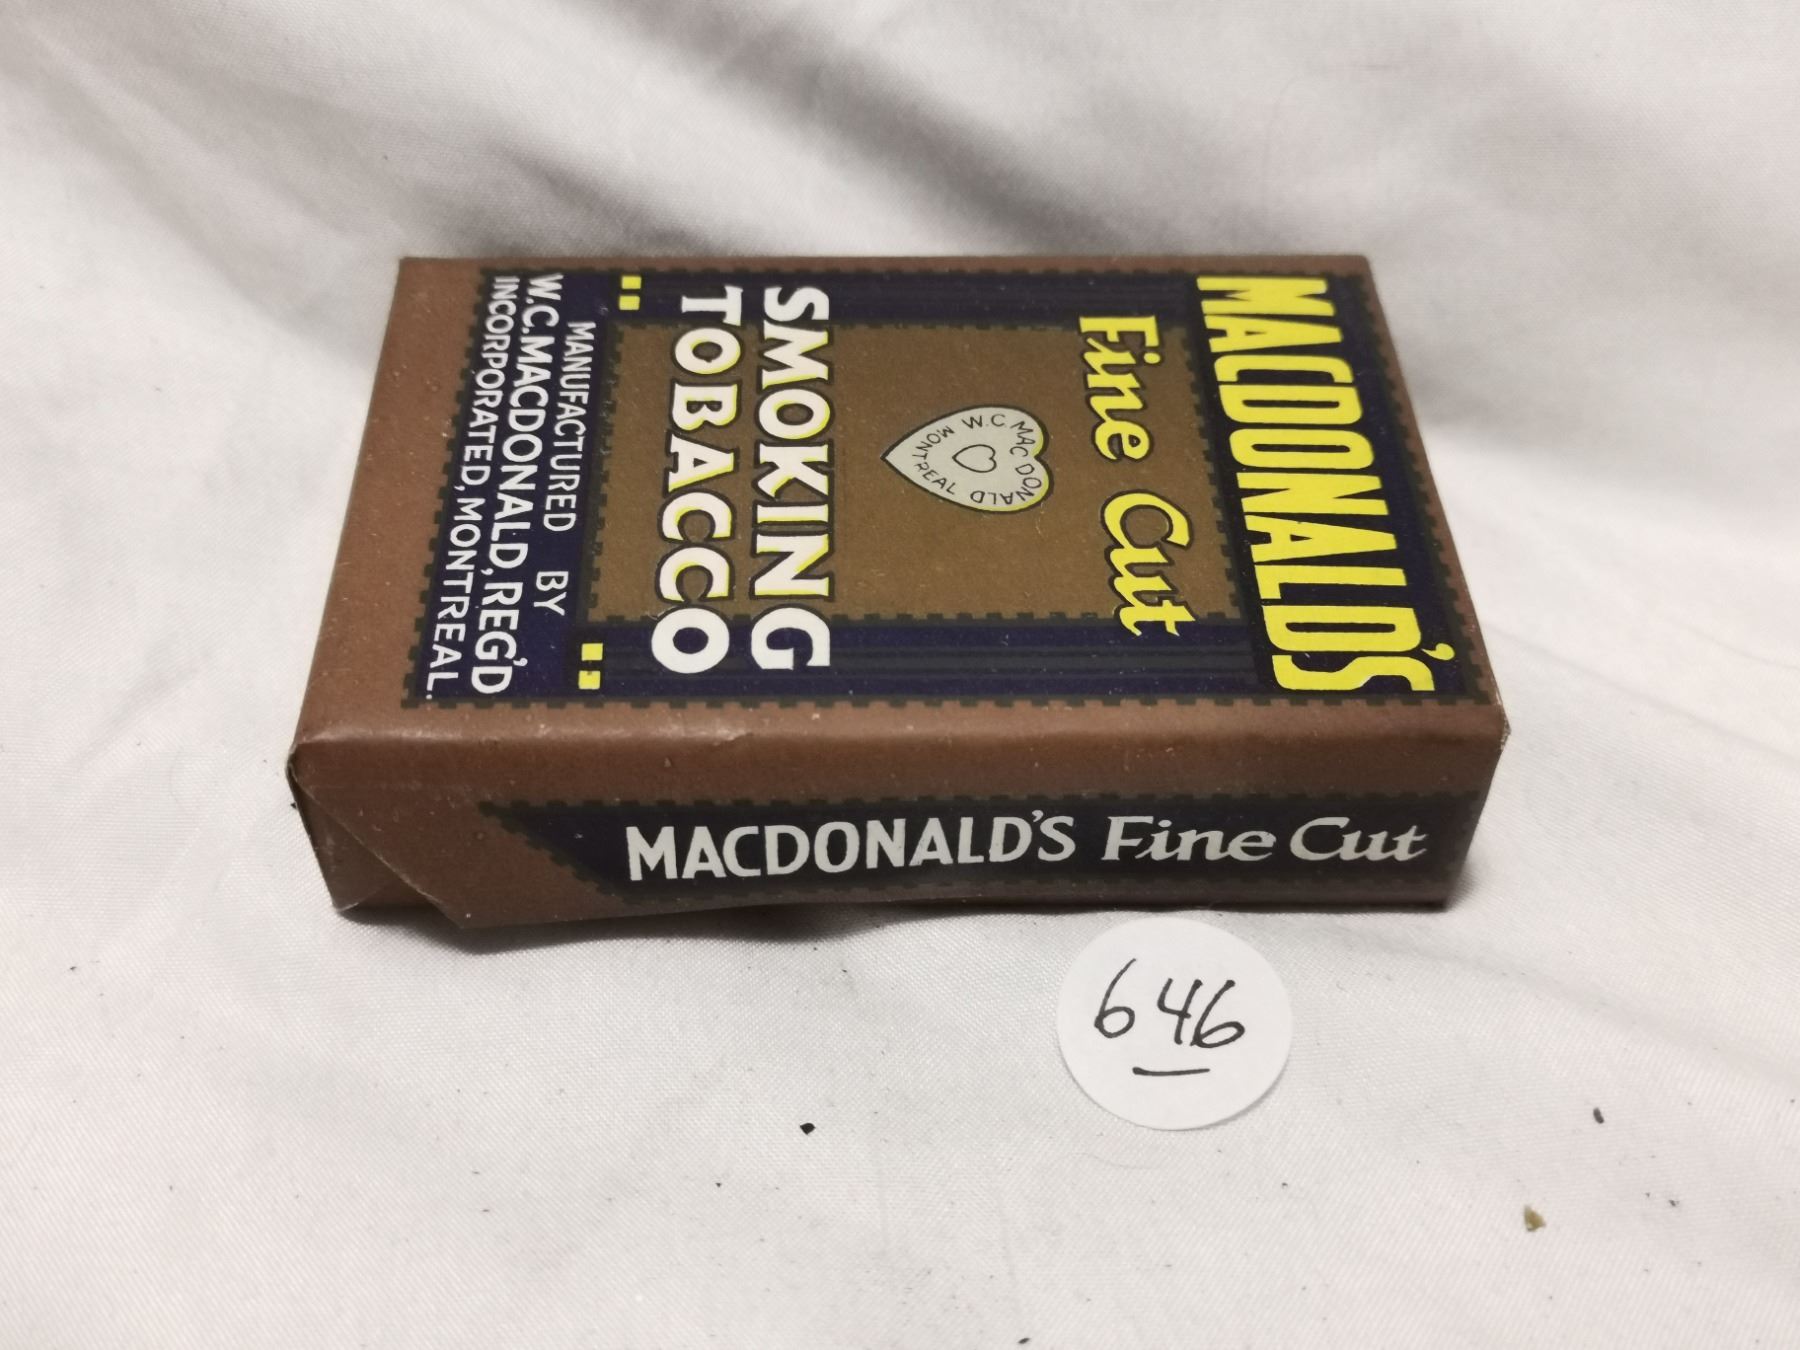 MACDONALD'S
Fine Cut
W.C. MACDONALD
MONTREAL
SMOKING
TOBACCO
MANUFACTURED BY
W.C. MACDONALD, REG'D
INCORPORATED, MONTREAL.
MACDONALD'S Fine Cut
646